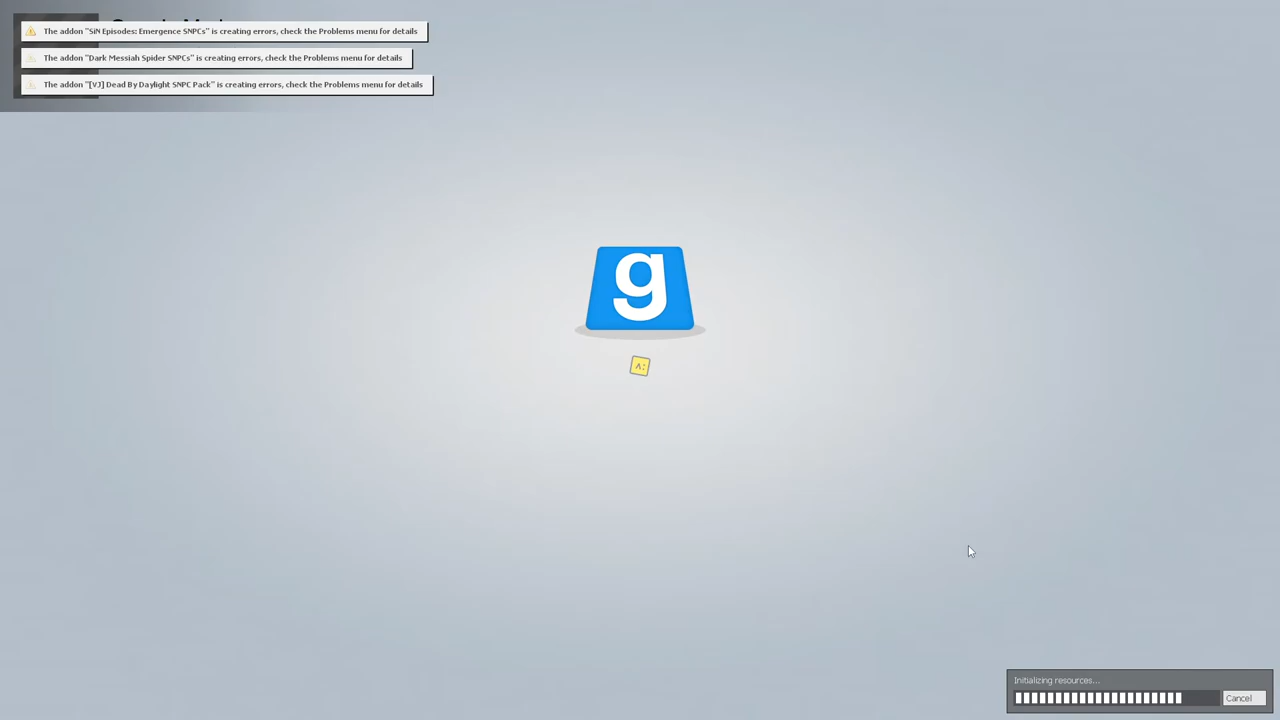 The addon "SiN Episodes: Emergence SNPCs" is creating errors, check the Problems menu for details
The addon "Dark Messiah Spider SNPCs" is creating errors, check the Problems menu for details
The addon "[VJ] Dead By Daylight SNPC Pack" is creating errors, check the Problems menu for details
g
Initializing resources...
Cancel